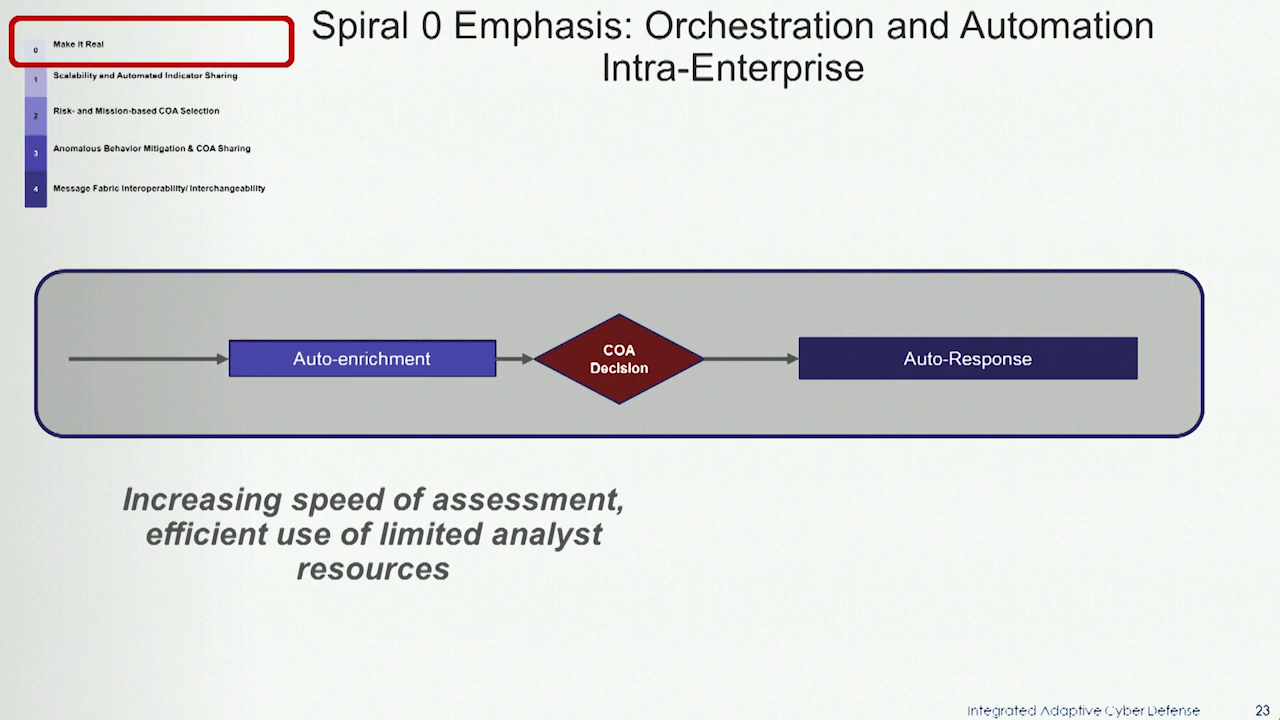 Spiral 0 Emphasis: Orchestration and Automation
Intra-Enterprise
0 Make it Real
1 Scalability and Automated Indicator Sharing
2 Risk- and Mission-based COA Selection
3 Anomalous Behavior Mitigation & COA Sharing
4 Message Fabric Interoperability/ Interchangeability
Auto-enrichment
COA
Decision
Auto-Response
Increasing speed of assessment,
efficient use of limited analyst
resources
Integrated Adaptive Cyber Defense
23